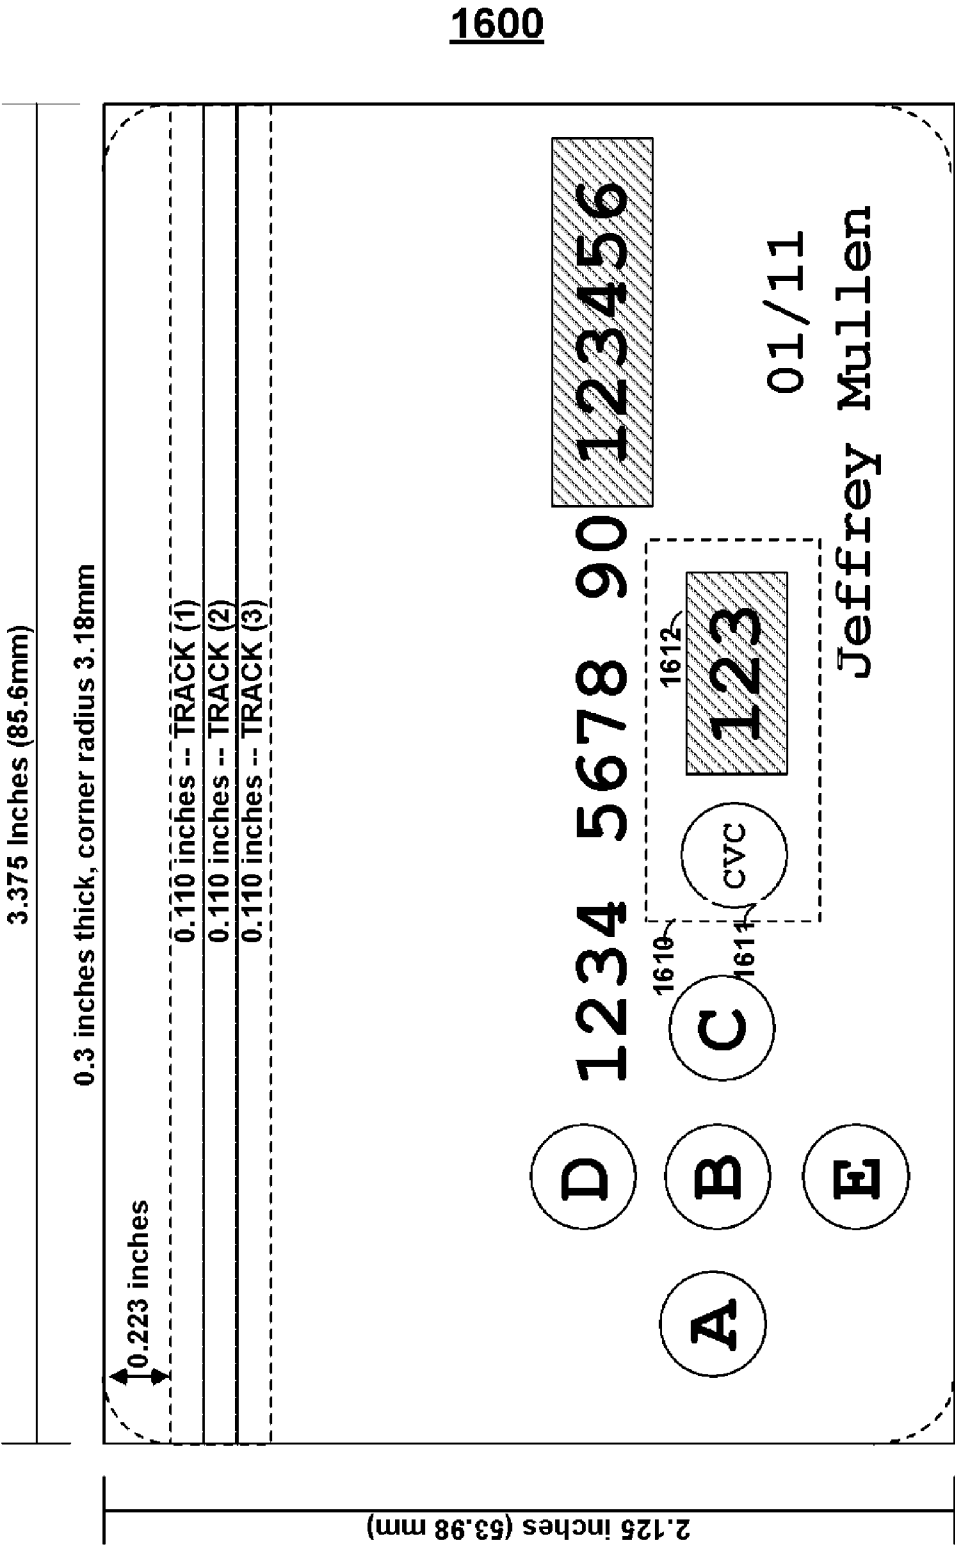 1600
3.375 Inches (85.6mm)
0.3 inches thick, corner radius 3.18mm
0.223 inches
0.110 inches -- TRACK (1)
0.110 inches -- TRACK (2)
0.110 inches -- TRACK (3)
2.125 inches (53.98 mm)
1234 5678 90 123456
D
A B C
E
1610
1611
CVC
1612
123
01/11
Jeffrey Mullen